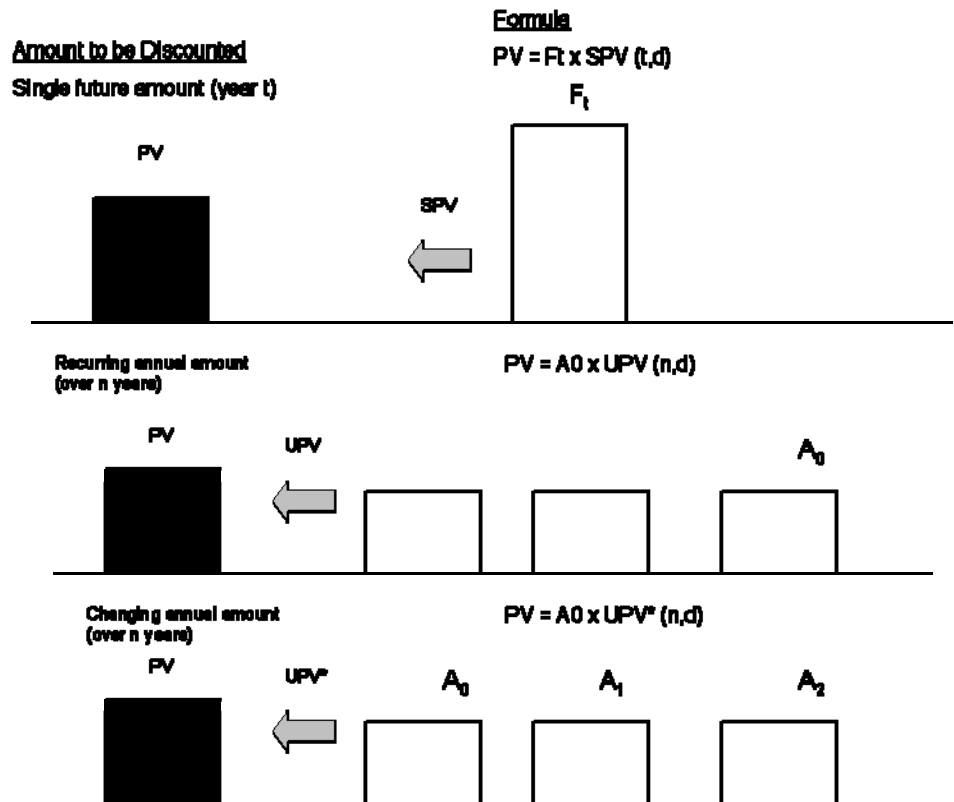 Formula
Amount to be Discounted
PV = Ft x SPV (t,d)
Single future amount (year t)
Fₜ
PV
SPV
Recurring annual amount
(over n years)
PV = A0 x UPV (n,d)
PV
UPV
A₀
Changing annual amount
(over n years)
PV = A0 x UPV* (n,d)
PV
UPV*
A₀
A₁
A₂